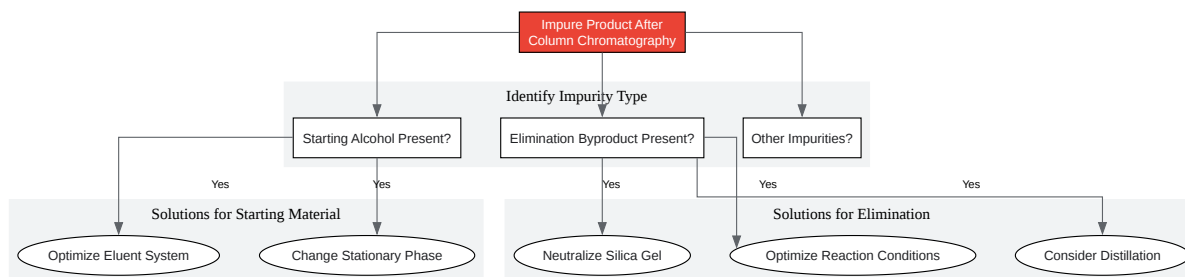 Impure Product After
Column Chromatography
Identify Impurity Type
Starting Alcohol Present?
Elimination Byproduct Present?
Other Impurities?
Yes
Yes
Yes
Yes
Yes
Solutions for Starting Material
Solutions for Elimination
Optimize Eluent System
Change Stationary Phase
Neutralize Silica Gel
Optimize Reaction Conditions
Consider Distillation